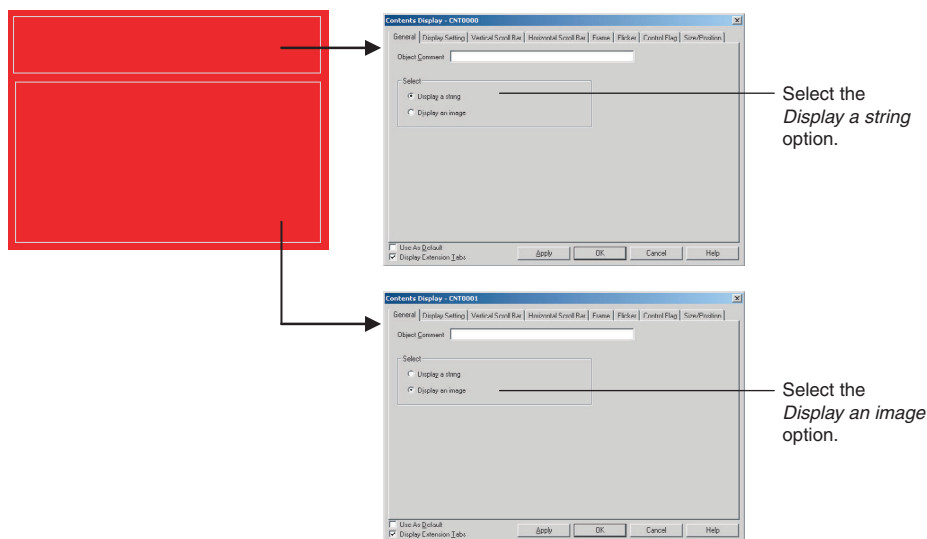 Contents Display - CNT0000
General Display Setting Vertical Scroll Bar Horizontal Scroll Bar Frame Flicker Control Flag Size/Position
Object Comment
Select
Display a string
Display an image
Use As Default
Display Extension Tabs
Apply OK Cancel Help
Select the
Display a string
option.
Contents Display - CNT0001
General Display Setting Vertical Scroll Bar Horizontal Scroll Bar Frame Flicker Control Flag Size/Position
Object Comment
Select
Display a string
Display an image
Use As Default
Display Extension Tabs
Apply OK Cancel Help
Select the
Display an image
option.